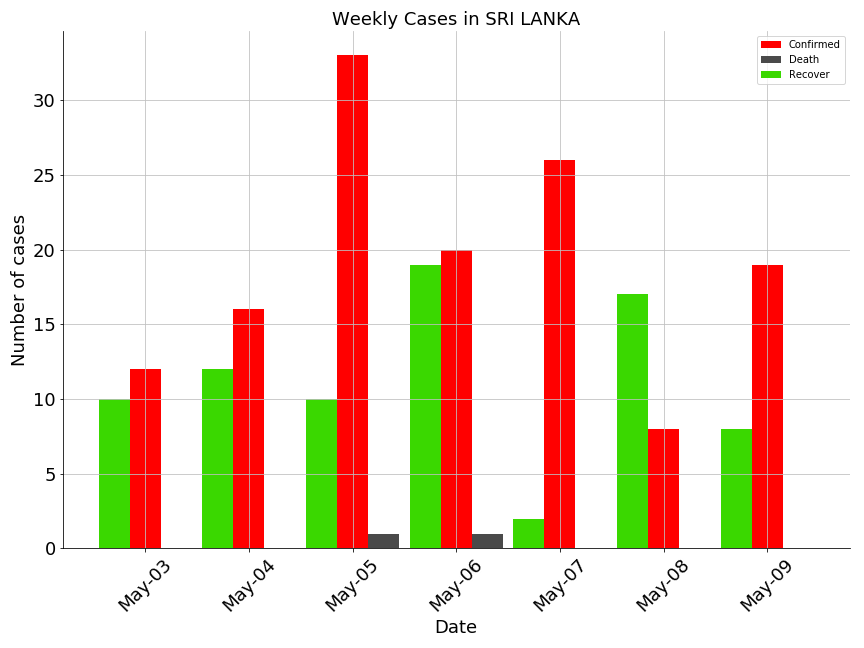 Weekly Cases in SRI LANKA
Confirmed
Death
Recover
Number of cases
30
25
20
15
10
5
0
May-03
May-04
May-05
May-06
May-07
May-08
May-09
Date